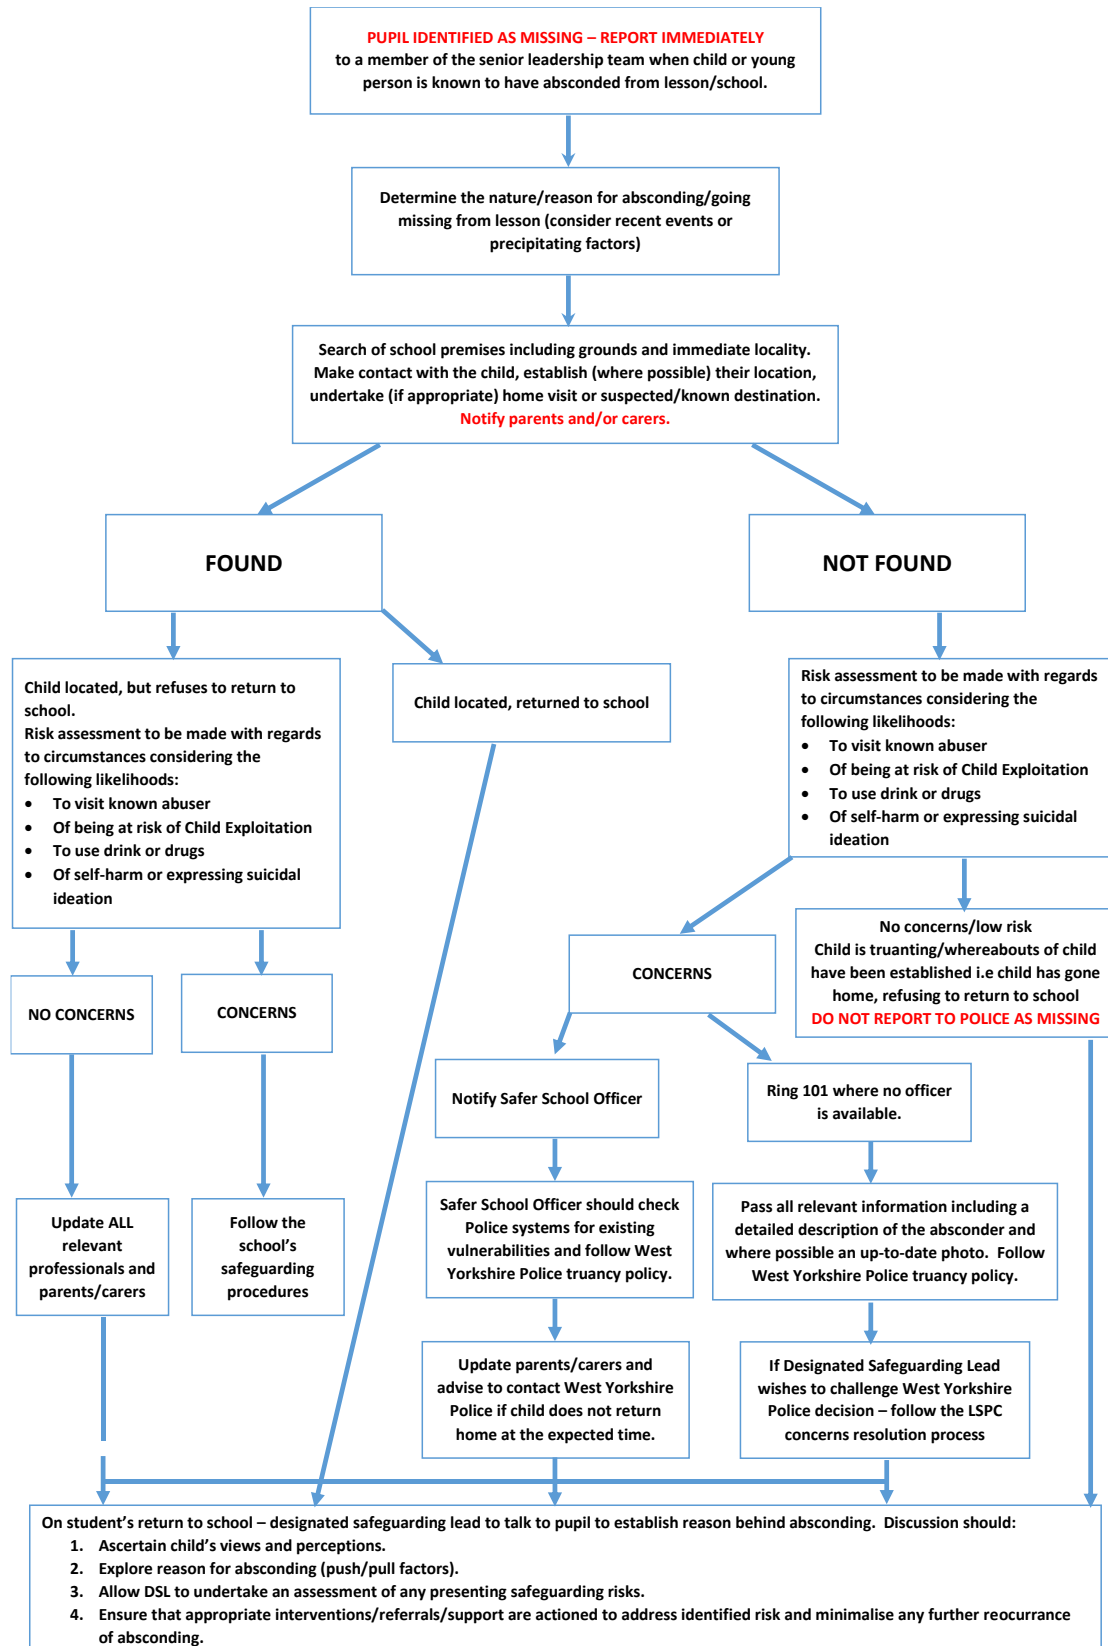 PUPIL IDENTIFIED AS MISSING – REPORT IMMEDIATELY
to a member of the senior leadership team when child or young
person is known to have absconded from lesson/school.
Determine the nature/reason for absconding/going
missing from lesson (consider recent events or
precipitating factors)
Search of school premises including grounds and immediate locality.
Make contact with the child, establish (where possible) their location,
undertake (if appropriate) home visit or suspected/known destination.
Notify parents and/or carers.
FOUND
NOT FOUND
Child located, but refuses to return to
school.
Risk assessment to be made with regards
to circumstances considering the
following likelihoods:
• To visit known abuser
• Of being at risk of Child Exploitation
• To use drink or drugs
• Of self-harm or expressing suicidal
ideation
Child located, returned to school
Risk assessment to be made with regards
to circumstances considering the
following likelihoods:
• To visit known abuser
• Of being at risk of Child Exploitation
• To use drink or drugs
• Of self-harm or expressing suicidal
ideation
NO CONCERNS
CONCERNS
CONCERNS
No concerns/low risk
Child is truanting/whereabouts of child
have been established i.e child has gone
home, refusing to return to school
DO NOT REPORT TO POLICE AS MISSING
Notify Safer School Officer
Ring 101 where no officer
is available.
Update ALL
relevant
professionals and
parents/carers
Follow the
school's
safeguarding
procedures
Safer School Officer should check
Police systems for existing
vulnerabilities and follow West
Yorkshire Police truancy policy.
Pass all relevant information including a
detailed description of the absconder and
where possible an up-to-date photo. Follow
West Yorkshire Police truancy policy.
Update parents/carers and
advise to contact West Yorkshire
Police if child does not return
home at the expected time.
If Designated Safeguarding Lead
wishes to challenge West Yorkshire
Police decision – follow the LSPC
concerns resolution process
On student's return to school – designated safeguarding lead to talk to pupil to establish reason behind absconding. Discussion should:
1. Ascertain child's views and perceptions.
2. Explore reason for absconding (push/pull factors).
3. Allow DSL to undertake an assessment of any presenting safeguarding risks.
4. Ensure that appropriate interventions/referrals/support are actioned to address identified risk and minimalise any further reocurrance
of absconding.